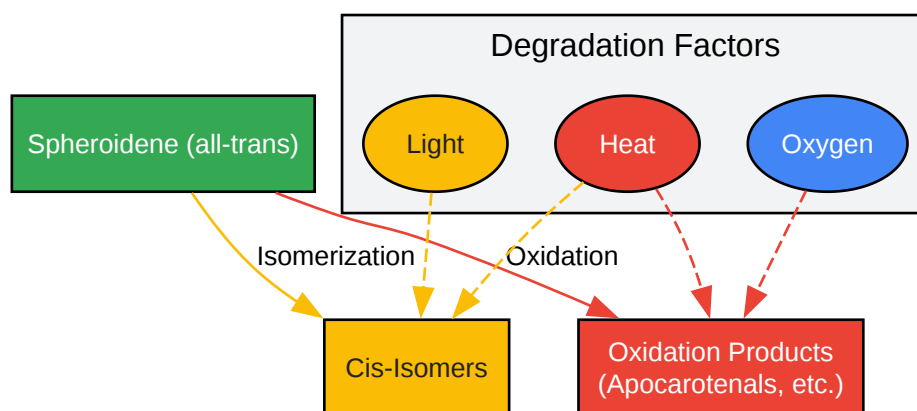 Degradation Factors
Spheroidene (all-trans)
Light
Heat
Oxygen
Isomerization
Oxidation
Cis-Isomers
Oxidation Products
(Apocarotenals, etc.)